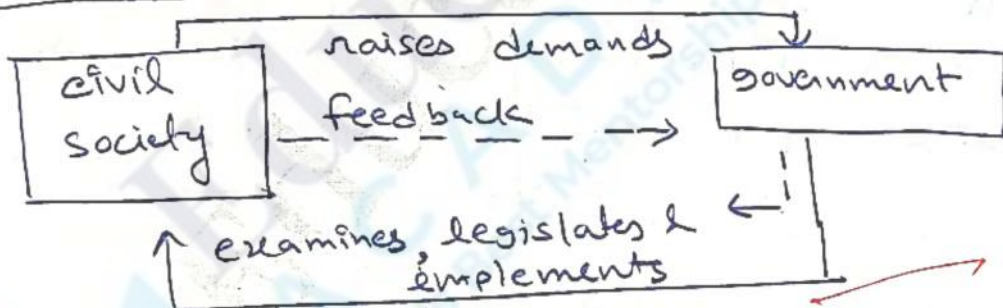 raises demands
civil
society
feedback
government
examines, legislates &
implements